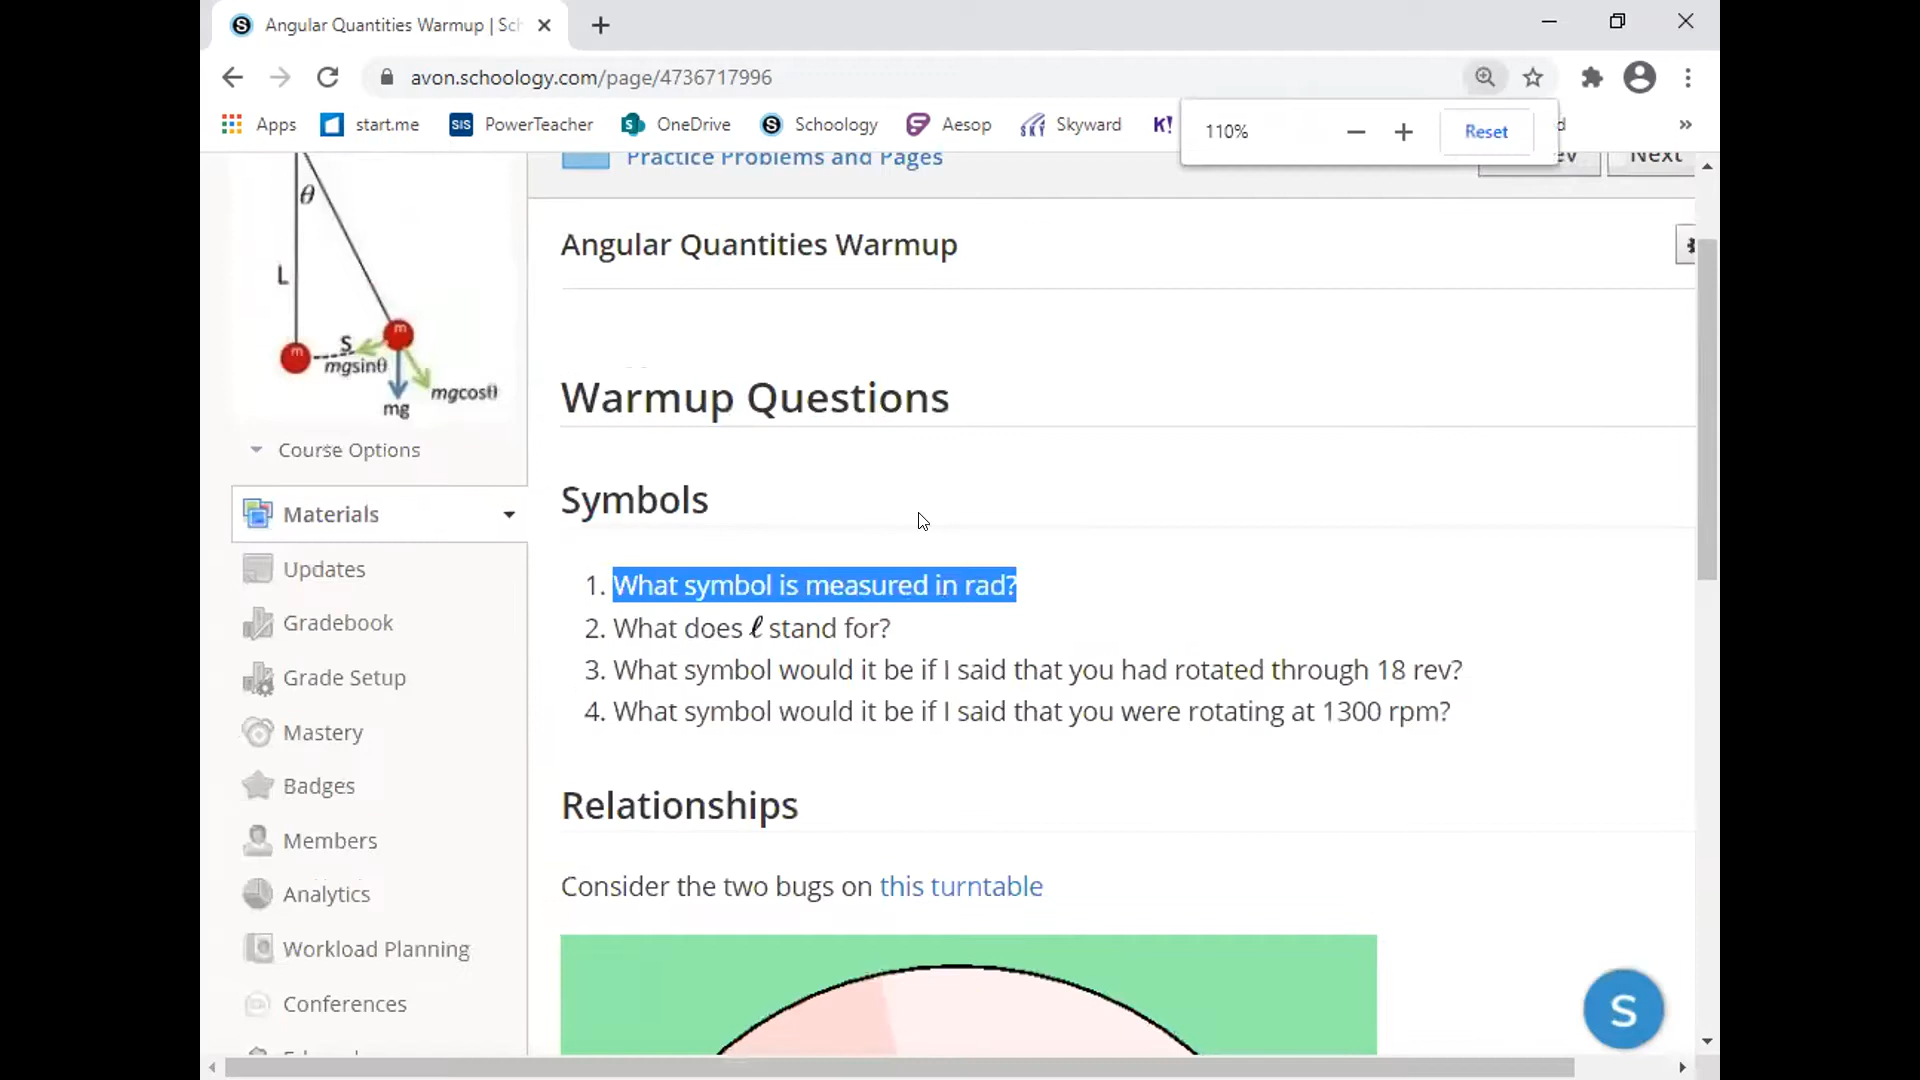 Angular Quantities Warmup | Sch
avon.schoology.com/page/4736717996
Apps start.me SIS PowerTeacher S OneDrive S Schoology Aesop Skyward K! d
110% Reset
Practice Problems and Pages
Next
θ
L
m
m
S
mgsinθ
mgcosθ
mg
Course Options
Materials
Updates
Gradebook
Grade Setup
Mastery
Badges
Members
Analytics
Workload Planning
Conferences
Angular Quantities Warmup
Warmup Questions
Symbols
1. What symbol is measured in rad?
2. What does ℓ stand for?
3. What symbol would it be if I said that you had rotated through 18 rev?
4. What symbol would it be if I said that you were rotating at 1300 rpm?
Relationships
Consider the two bugs on this turntable
S